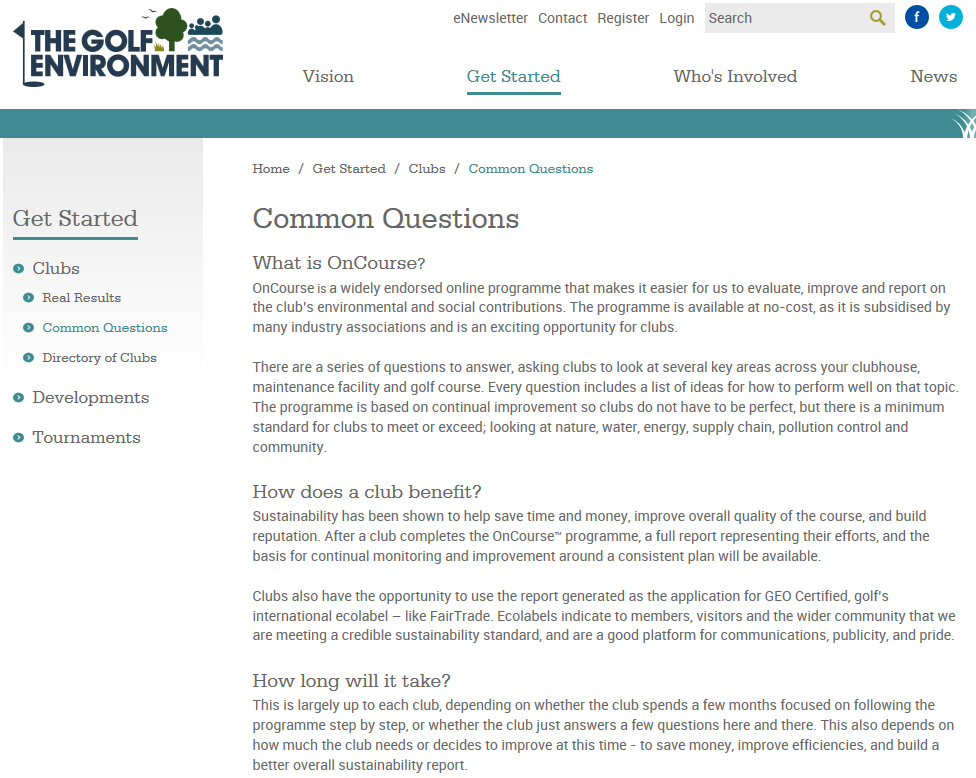 THE GOLF
ENVIRONMENT
eNewsletter Contact Register Login Search
Vision Get Started Who's Involved News
Home / Get Started / Clubs / Common Questions
Get Started
Clubs
Real Results
Common Questions
Directory of Clubs
Developments
Tournaments
Common Questions
What is OnCourse?
OnCourse is a widely endorsed online programme that makes it easier for us to evaluate, improve and report on
the club's environmental and social contributions. The programme is available at no-cost, as it is subsidised by
many industry associations and is an exciting opportunity for clubs.
There are a series of questions to answer, asking clubs to look at several key areas across your clubhouse,
maintenance facility and golf course. Every question includes a list of ideas for how to perform well on that topic.
The programme is based on continual improvement so clubs do not have to be perfect, but there is a minimum
standard for clubs to meet or exceed; looking at nature, water, energy, supply chain, pollution control and
community.
How does a club benefit?
Sustainability has been shown to help save time and money, improve overall quality of the course, and build
reputation. After a club completes the OnCourse™ programme, a full report representing their efforts, and the
basis for continual monitoring and improvement around a consistent plan will be available.
Clubs also have the opportunity to use the report generated as the application for GEO Certified, golf's
international ecolabel – like FairTrade. Ecolabels indicate to members, visitors and the wider community that we
are meeting a credible sustainability standard, and are a good platform for communications, publicity, and pride.
How long will it take?
This is largely up to each club, depending on whether the club spends a few months focused on following the
programme step by step, or whether the club just answers a few questions here and there. This also depends on
how much the club needs or decides to improve at this time - to save money, improve efficiencies, and build a
better overall sustainability report.